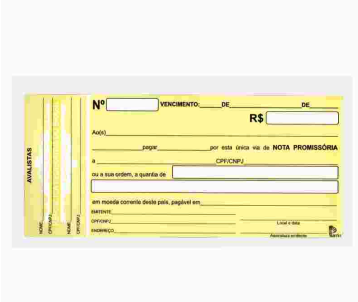 Nº VENCIMENTO: DE DE
R$
Ao(s)
pagar por esta única via de NOTA PROMISSÓRIA
a CPF/CNPJ
ou a sua ordem, a quantia de
em moeda corrente deste país, pagável em
EMITENTE
CPF/CNPJ
ENDEREÇO
Local e data
Assinatura emitente
AVALISTAS
NOME
CPF/CNPJ
NOME
CPF/CNPJ